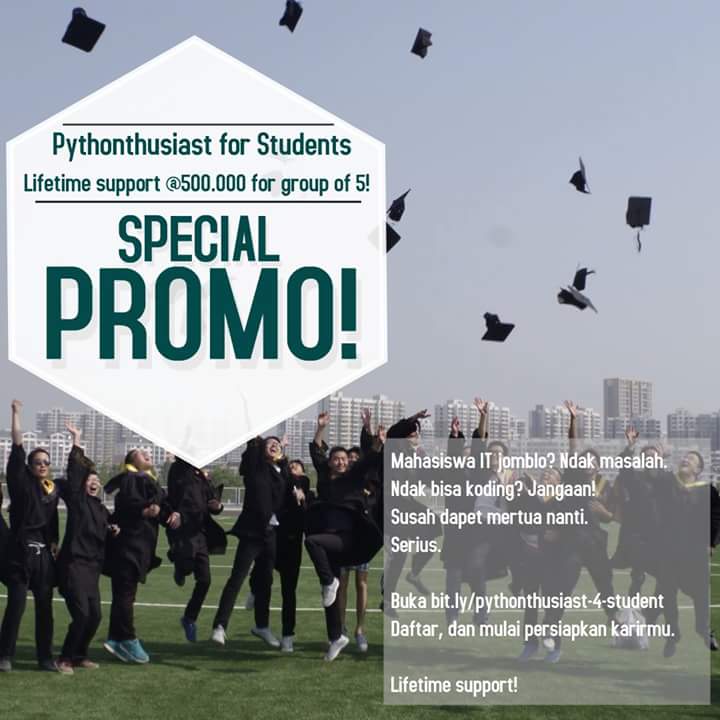 Pythonthusiast for Students
Lifetime support @500.000 for group of 5!
SPECIAL
PROMO!
Mahasiswa IT jomblo? Ndak masalah.
Ndak bisa koding? Jangaan!
Susah dapet mertua nanti.
Serius.
Buka bit.ly/pythonthusiast-4-student
Daftar, dan mulai persiapkan karirmu.
Lifetime support!